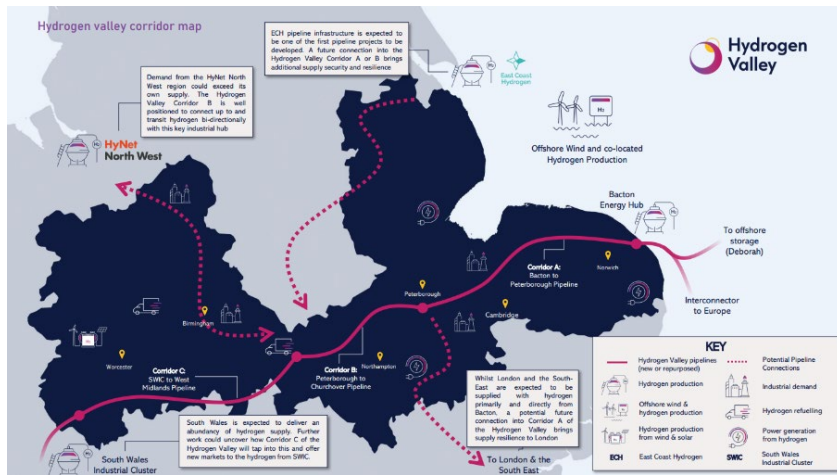 Hydrogen valley corridor map
ECH pipeline infrastructure is expected to
be one of the first pipeline projects to be
developed. A future connection into the
Hydrogen Valley Corridor A or B brings
additional supply security and resilience
East Coast
Hydrogen
Hydrogen
Valley
Demand from the HyNet North
West region could exceed its
own supply. The Hydrogen
Valley Corridor B is well
positioned to connect up to and
transit hydrogen bi-directionally
with this key industrial hub
HyNet
North West
H₂
Offshore Wind and co-located
Hydrogen Production
Bacton
Energy Hub
To offshore
storage
(Deborah)
Corridor A:
Bacton to
Peterborough Pipeline
Norwich
Interconnector
to Europe
Peterborough
Cambridge
Birmingham
Worcester
Corridor C:
SWIC to West
Midlands Pipeline
Corridor B:
Peterborough to
Churchover Pipeline
Northampton
South Wales is expected to deliver an
abundancy of hydrogen supply. Further
work could uncover how Corridor C of the
Hydrogen Valley will tap into this and offer
new markets to the hydrogen from SWIC.
South Wales
Industrial Cluster
Whilst London and the South-
East are expected to be
supplied with hydrogen
primarily and directly from
Bacton, a potential future
connection into Corridor A of
the Hydrogen Valley brings
supply resilience to London
To London & the
South East
KEY
Hydrogen Valley pipelines
(new or repurposed)
Potential Pipeline
Connections
Hydrogen production
Industrial demand
Offshore wind &
hydrogen production
Hydrogen refuelling
Hydrogen production
from wind & solar
Power generation
from hydrogen
ECH East Coast Hydrogen
SWIC South Wales
Industrial Cluster